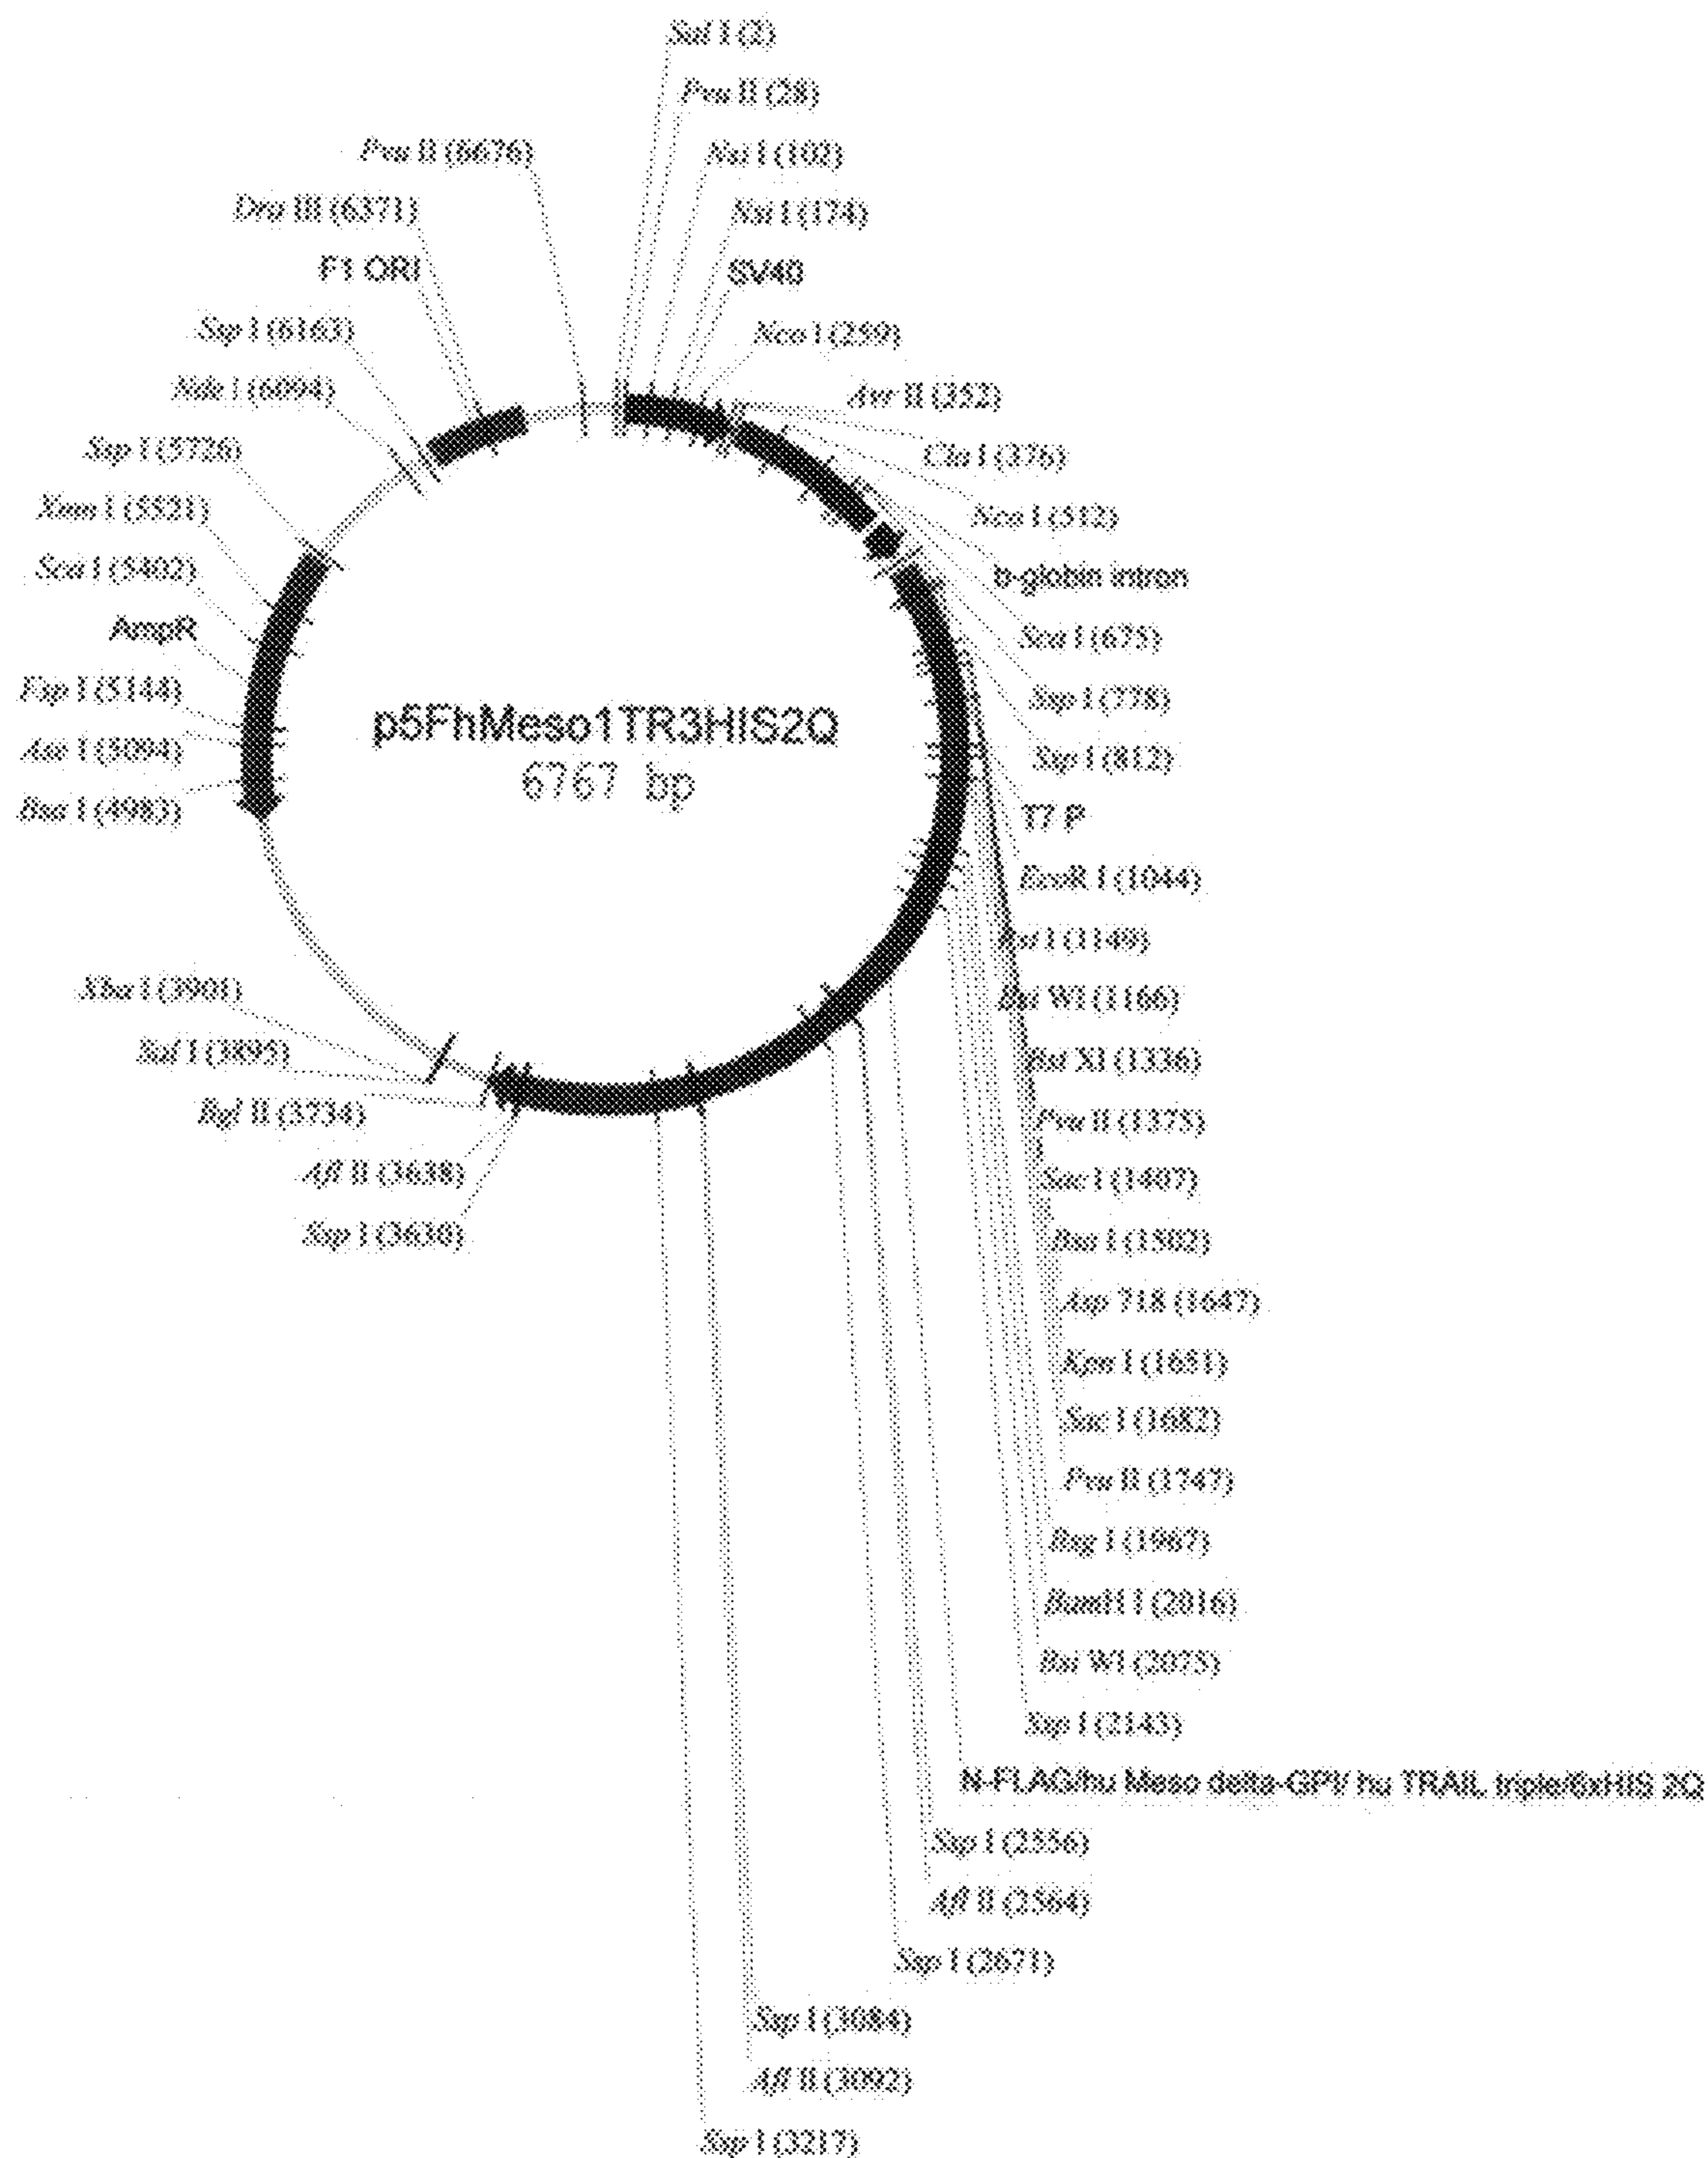 Sal I (2)
Pvu II (28)
Pvu II (6676)
Nsi I (102)
Dra III (6371)
Nsi I (174)
F1 ORI
SV40
Ssp I (6163)
Nco I (259)
Nde I (6094)
Avr II (352)
Ssp I (5726)
Cla I (376)
Xmn I (5521)
Nco I (512)
Sca I (5402)
b-globin intron
AmpR
Sca I (675)
Fsp I (5144)
Ssp I (778)
p5FhMeso1TR3HIS2Q
Ase I (5094)
Ssp I (812)
6767 bp
Bsa I (4983)
T7 P
EcoR I (1044)
Pst I (1149)
Xba I (3901)
Bsi WI (1166)
Sal I (3895)
Bst XI (1336)
Bgl II (3734)
Pvu II (1375)
Afl II (3638)
Sac I (1407)
Ssp I (3630)
Bsa I (1502)
Asp 718 (1647)
Kpn I (1651)
Sac I (1682)
Pvu II (1747)
Bsg I (1967)
BamH I (2016)
Bsi WI (2075)
Ssp I (2143)
N-FLAG/hu Meso delta-GPI/ hu TRAIL triple/6xHIS 2Q
Ssp I (2556)
Afl II (2564)
Ssp I (2671)
Ssp I (3084)
Afl II (3092)
Ssp I (3217)